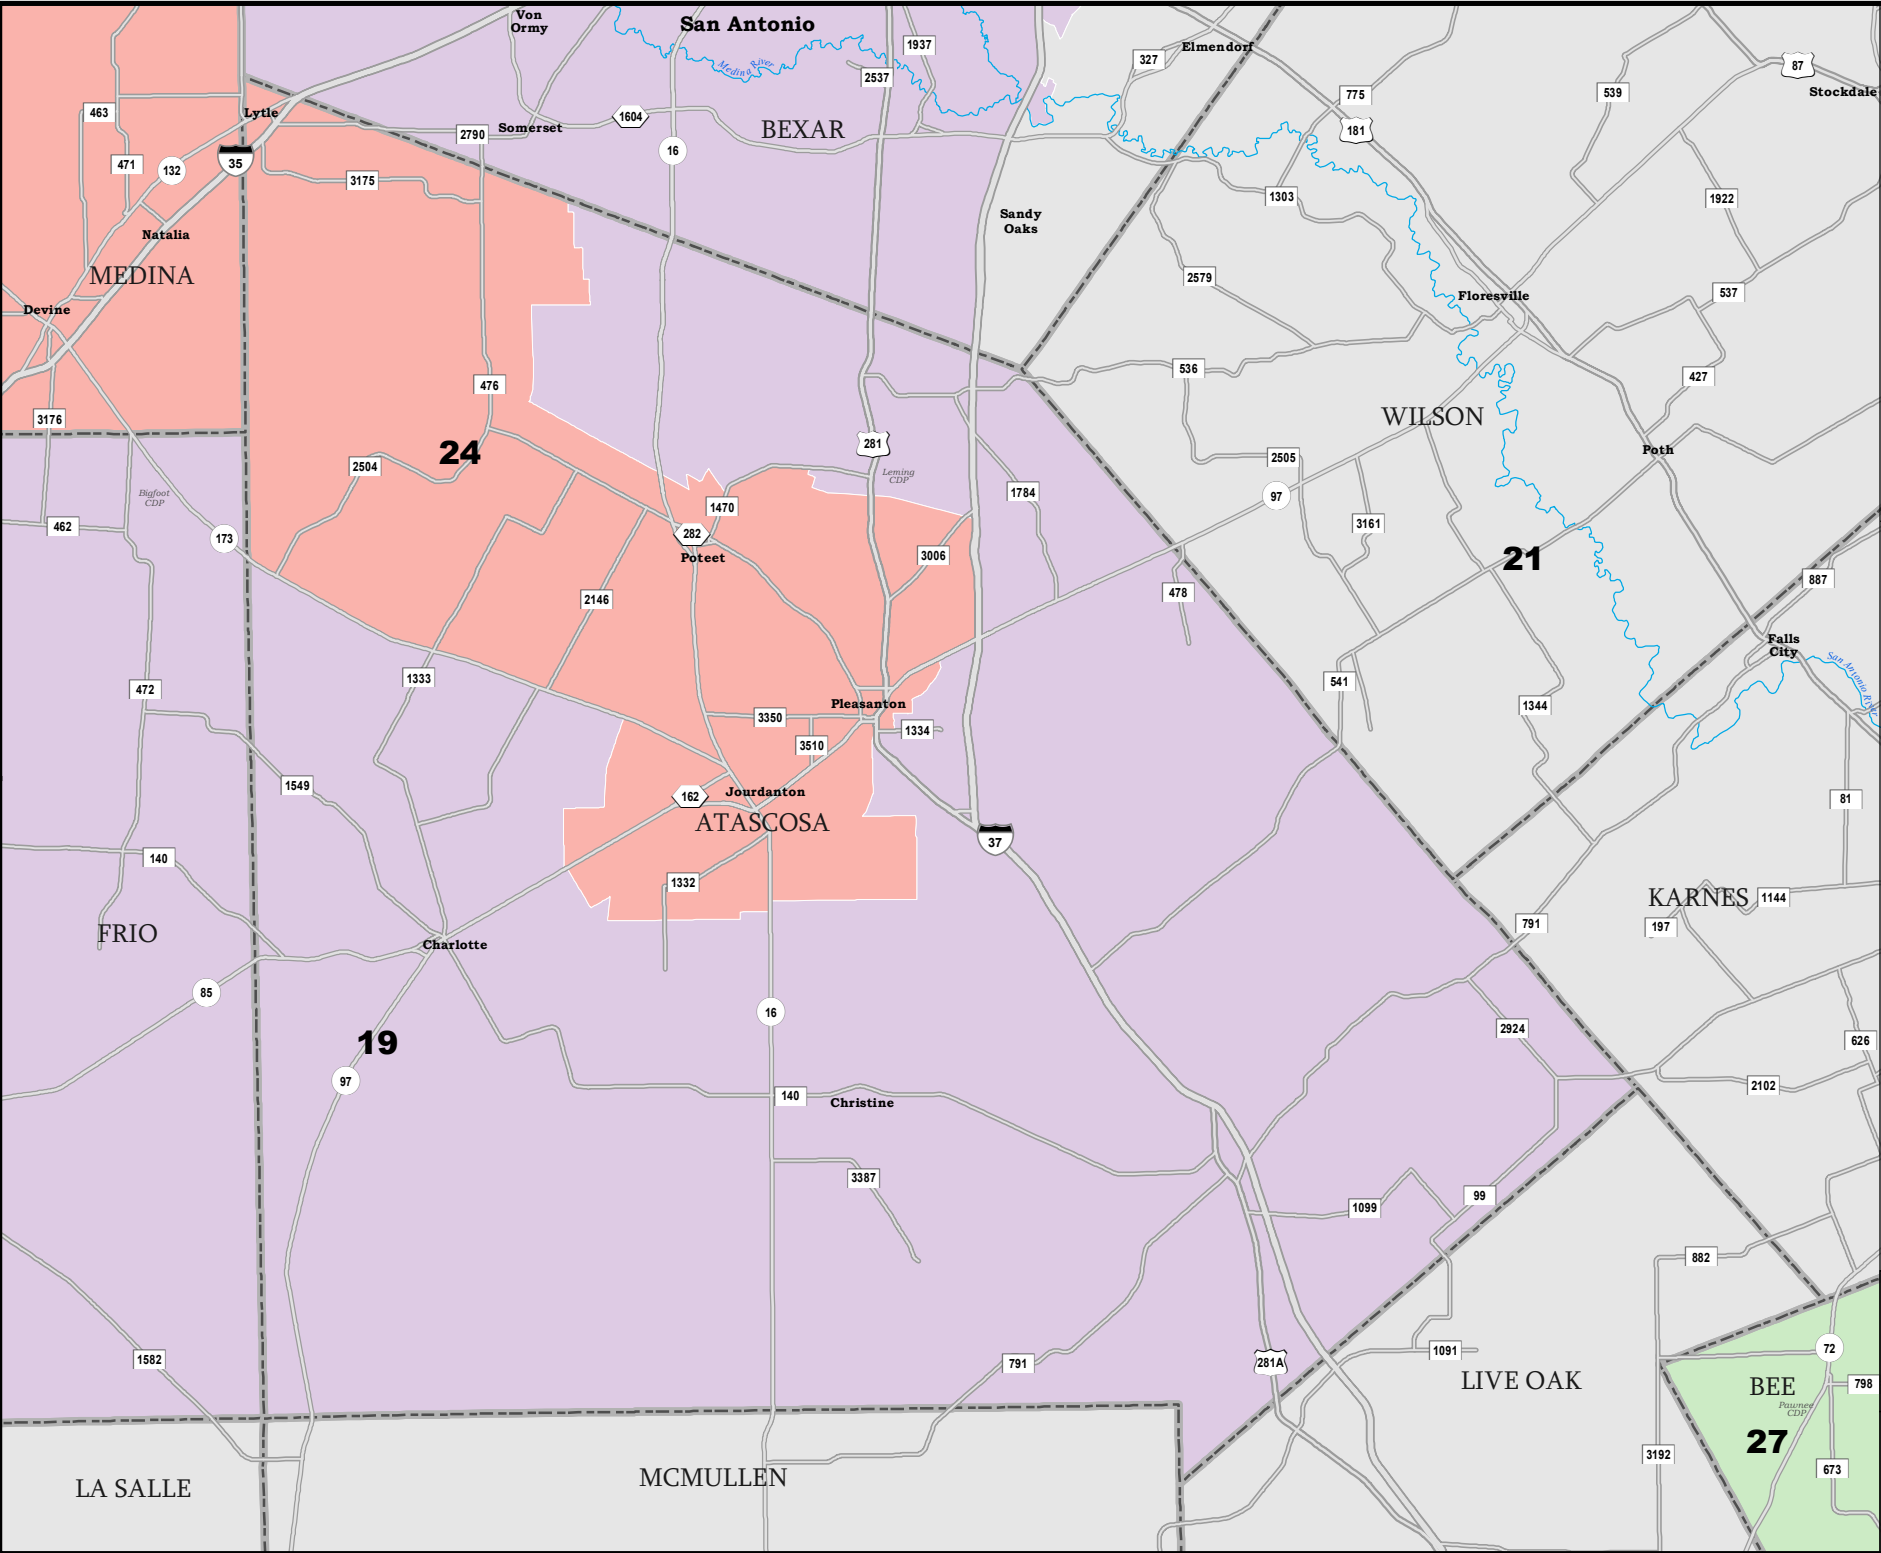 Von
Ormy
San Antonio
1937
Elmendorf
327
87
Medina River
2537
775
539
Stockdale
463
Lytle
2790
Somerset
1604
BEXAR
181
16
471
132
35
3175
1303
1922
Natalia
Sandy
Oaks
MEDINA
2579
537
Devine
Floresville
536
427
476
3176
WILSON
24
281
Poth
2504
2505
Leming
CDP
Bigfoot
CDP
1784
97
1470
462
3161
173
282
Poteet
3006
21
887
478
2146
Falls
City
San Antonio River
1333
541
472
Pleasanton
1344
3350
1334
3510
1549
162
Jourdanton
81
ATASCOSA
37
140
1332
KARNES
1144
791
197
FRIO
Charlotte
85
16
2924
19
626
97
2102
140
Christine
3387
99
1099
882
72
1582
791
281A
1091
LIVE OAK
BEE
798
Pawnee
CDP
27
3192
673
MCMULLEN
LA SALLE